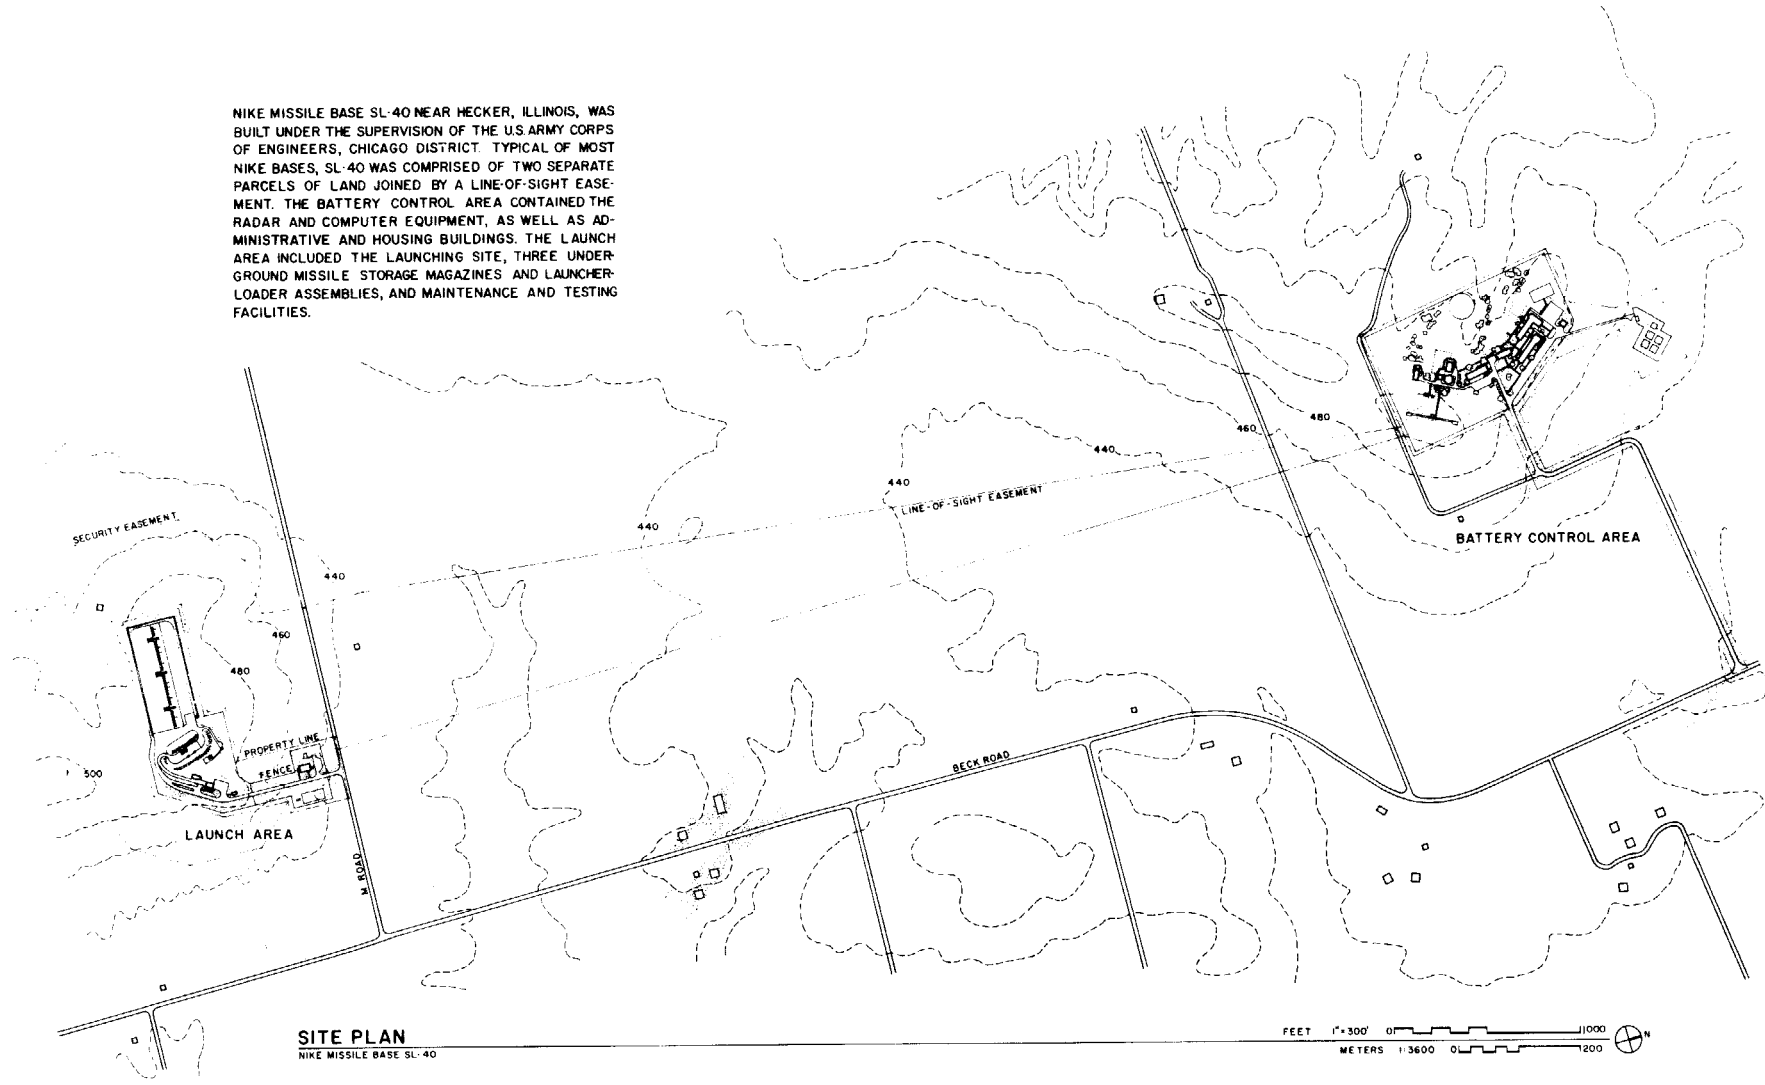 NIKE MISSILE BASE SL-40 NEAR HECKER, ILLINOIS, WAS
BUILT UNDER THE SUPERVISION OF THE U.S. ARMY CORPS
OF ENGINEERS, CHICAGO DISTRICT. TYPICAL OF MOST
NIKE BASES, SL-40 WAS COMPRISED OF TWO SEPARATE
PARCELS OF LAND JOINED BY A LINE-OF-SIGHT EASE-
MENT. THE BATTERY CONTROL AREA CONTAINED THE
RADAR AND COMPUTER EQUIPMENT, AS WELL AS AD-
MINISTRATIVE AND HOUSING BUILDINGS. THE LAUNCH
AREA INCLUDED THE LAUNCHING SITE, THREE UNDER-
GROUND MISSILE STORAGE MAGAZINES AND LAUNCHER-
LOADER ASSEMBLIES, AND MAINTENANCE AND TESTING
FACILITIES.
480
460
440
440
LINE-OF-SIGHT EASEMENT
440
SECURITY EASEMENT
BATTERY CONTROL AREA
440
460
480
PROPERTY LINE
FENCE
500
BECK ROAD
LAUNCH AREA
M ROAD
SITE PLAN
NIKE MISSILE BASE SL-40
FEET 1"=300' 0 1000
METERS 1:3600 0 200
N